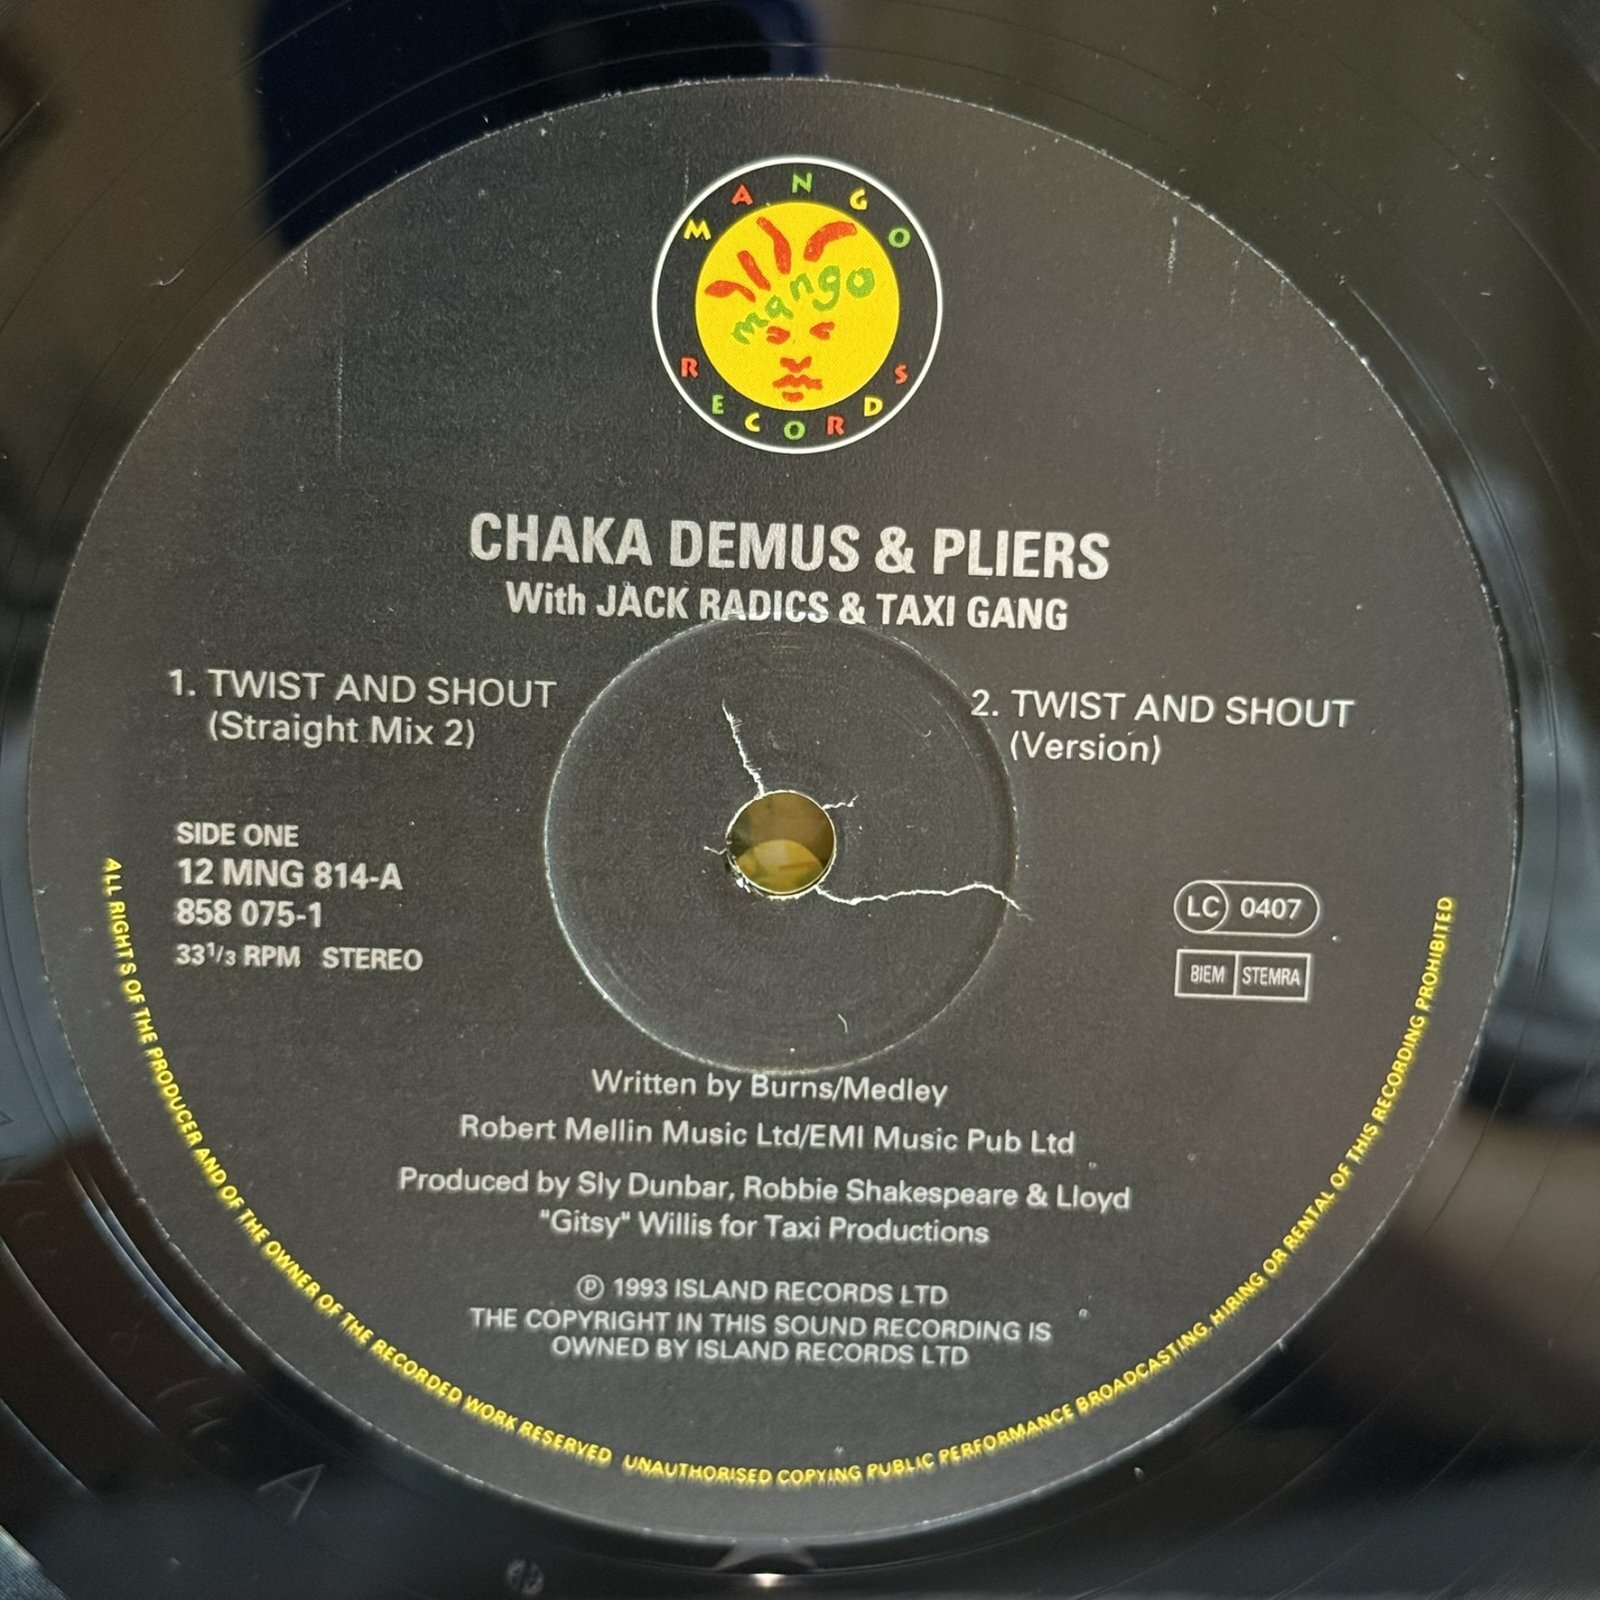 MANGO
mango
RECORDS
CHAKA DEMUS & PLIERS
With JACK RADICS & TAXI GANG
1. TWIST AND SHOUT
(Straight Mix 2)
2. TWIST AND SHOUT
(Version)
SIDE ONE
12 MNG 814-A
858 075-1
33 1/3 RPM STEREO
LC 0407
BIEM STEMRA
Written by Burns/Medley
Robert Mellin Music Ltd/EMI Music Pub Ltd
Produced by Sly Dunbar, Robbie Shakespeare & Lloyd
"Gitsy" Willis for Taxi Productions
℗ 1993 ISLAND RECORDS LTD
THE COPYRIGHT IN THIS SOUND RECORDING IS
OWNED BY ISLAND RECORDS LTD
ALL RIGHTS OF THE PRODUCER AND OF THE OWNER OF THE RECORDED WORK RESERVED UNAUTHORISED COPYING PUBLIC PERFORMANCE BROADCASTING, HIRING OR RENTAL OF THIS RECORDING PROHIBITED